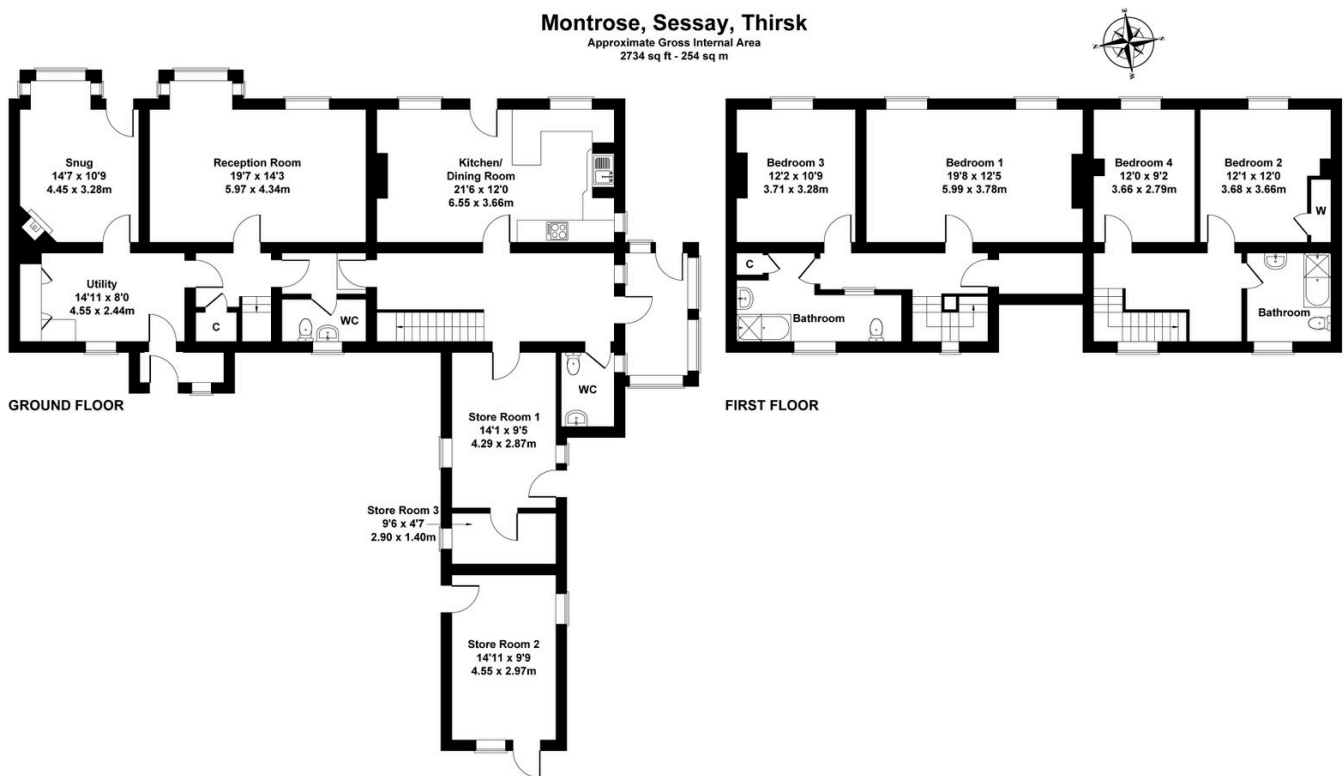 Montrose, Sessay, Thirsk
Approximate Gross Internal Area
2734 sq ft - 254 sq m
E
W
Snug
14'7 x 10'9
4.45 x 3.28m
Reception Room
19'7 x 14'3
5.97 x 4.34m
Kitchen/
Dining Room
21'6 x 12'0
6.55 x 3.66m
Utility
14'11 x 8'0
4.55 x 2.44m
C
WC
WC
Store Room 1
14'1 x 9'5
4.29 x 2.87m
Store Room 3
9'6 x 4'7
2.90 x 1.40m
Store Room 2
14'11 x 9'9
4.55 x 2.97m
GROUND FLOOR
Bedroom 3
12'2 x 10'9
3.71 x 3.28m
Bedroom 1
19'8 x 12'5
5.99 x 3.78m
Bedroom 4
12'0 x 9'2
3.66 x 2.79m
Bedroom 2
12'1 x 12'0
3.68 x 3.66m
W
C
Bathroom
Bathroom
FIRST FLOOR